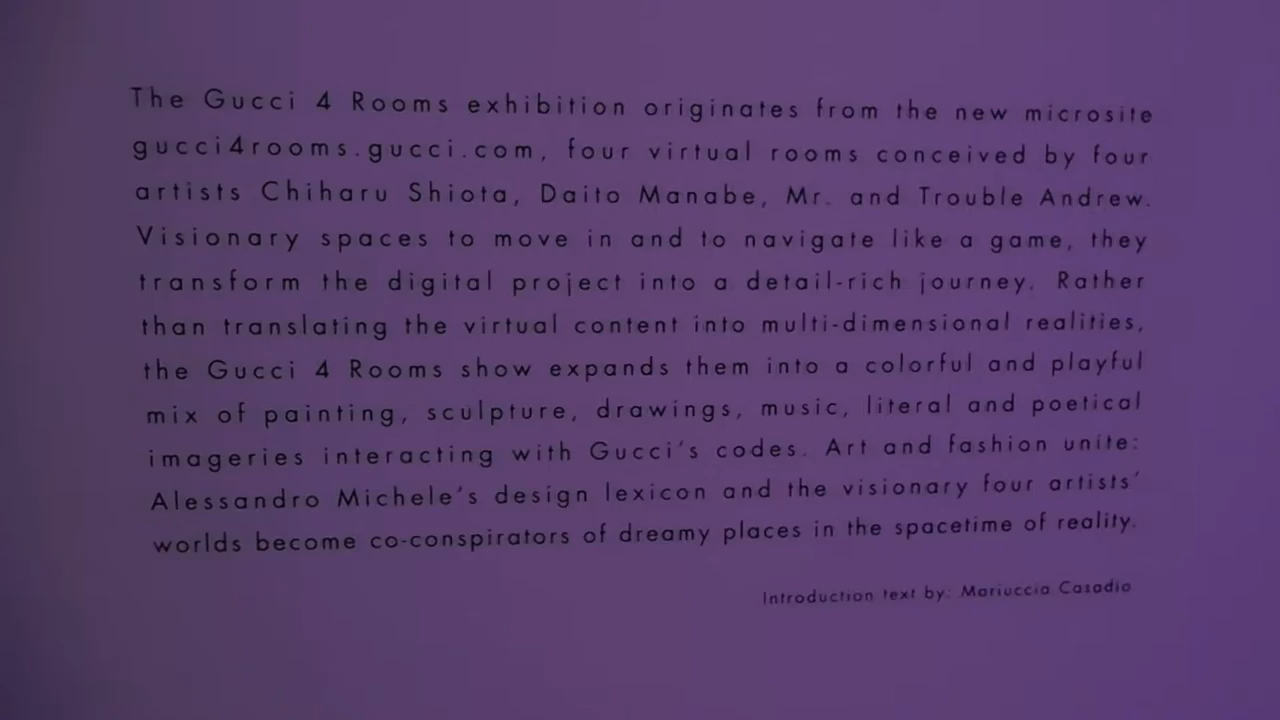 The Gucci 4 Rooms exhibition originates from the new microsite
gucci4rooms.gucci.com, four virtual rooms conceived by four
artists Chiharu Shiota, Daito Manabe, Mr. and Trouble Andrew.
Visionary spaces to move in and to navigate like a game, they
transform the digital project into a detail-rich journey. Rather
than translating the virtual content into multi-dimensional realities,
the Gucci 4 Rooms show expands them into a colorful and playful
mix of painting, sculpture, drawings, music, literal and poetical
imageries interacting with Gucci's codes. Art and fashion unite:
Alessandro Michele's design lexicon and the visionary four artists'
worlds become co-conspirators of dreamy places in the spacetime of reality.
Introduction text by: Mariuccia Casadio